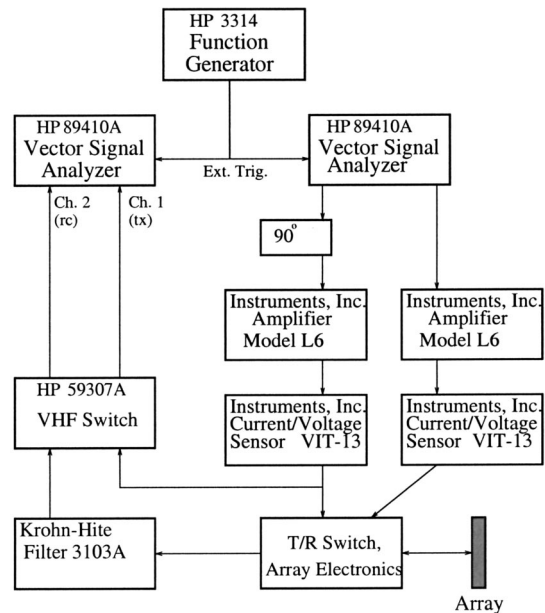 HP 3314
Function
Generator
HP 89410A
Vector Signal
Analyzer
HP 89410A
Vector Signal
Analyzer
Ext. Trig.
Ch. 2
(rc)
Ch. 1
(tx)
90°
Instruments, Inc.
Amplifier
Model L6
Instruments, Inc.
Amplifier
Model L6
HP 59307A
VHF Switch
Instruments, Inc.
Current/Voltage
Sensor VIT-13
Instruments, Inc.
Current/Voltage
Sensor VIT-13
Krohn-Hite
Filter 3103A
T/R Switch,
Array Electronics
Array